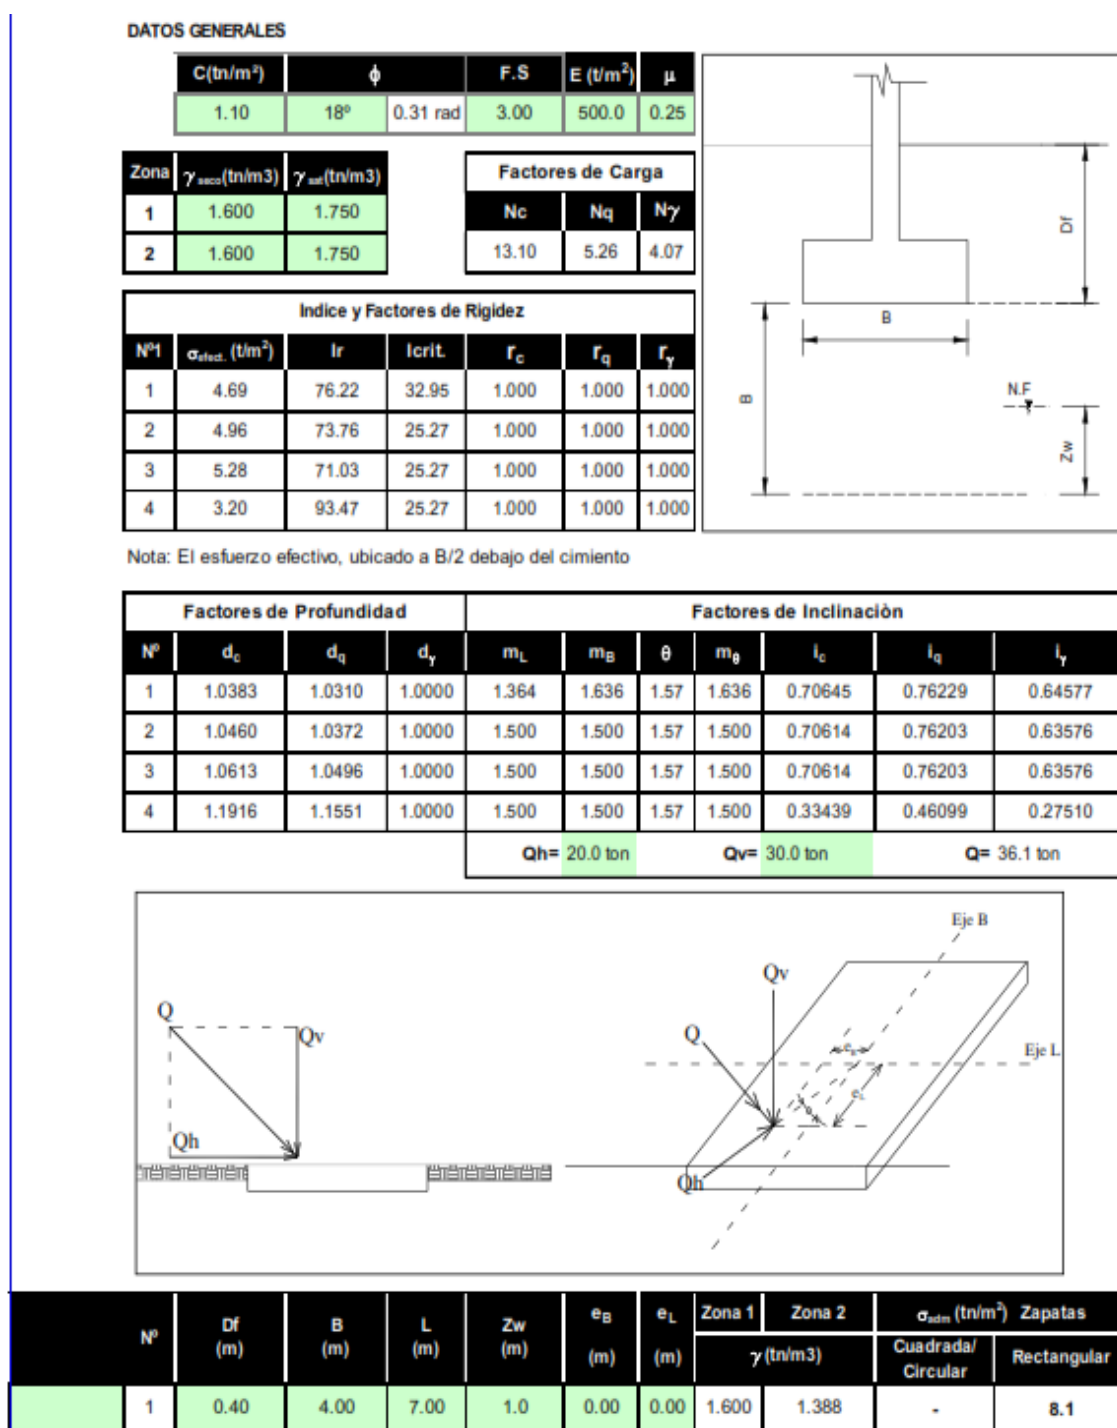 DATOS GENERALES
C(tn/m²) ϕ F.S E (t/m²) μ
1.10 18º 0.31 rad 3.00 500.0 0.25
Zona γ seco(tn/m3) γ sat(tn/m3)
1 1.600 1.750
2 1.600 1.750
Factores de Carga
Nc Nq Nγ
13.10 5.26 4.07
Indice y Factores de Rigidez
Nº1 σefect. (t/m²) Ir Icrit. rc rq rγ
1 4.69 76.22 32.95 1.000 1.000 1.000
2 4.96 73.76 25.27 1.000 1.000 1.000
3 5.28 71.03 25.27 1.000 1.000 1.000
4 3.20 93.47 25.27 1.000 1.000 1.000
Df
B
B
N.F
Zw
Nota: El esfuerzo efectivo, ubicado a B/2 debajo del cimiento
Factores de Profundidad Factores de Inclinaciòn
Nº dc dq dγ mL mB θ mθ ic iq iγ
1 1.0383 1.0310 1.0000 1.364 1.636 1.57 1.636 0.70645 0.76229 0.64577
2 1.0460 1.0372 1.0000 1.500 1.500 1.57 1.500 0.70614 0.76203 0.63576
3 1.0613 1.0496 1.0000 1.500 1.500 1.57 1.500 0.70614 0.76203 0.63576
4 1.1916 1.1551 1.0000 1.500 1.500 1.57 1.500 0.33439 0.46099 0.27510
Qh= 20.0 ton Qv= 30.0 ton Q= 36.1 ton
Q
Qv
Qh
Eje B
Qv
Q
eB
Eje L
eL
Qh
Nº Df (m) B (m) L (m) Zw (m) eB (m) eL (m) Zona 1 Zona 2 σadm (tn/m²) Zapatas
γ (tn/m3) Cuadrada/ Circular Rectangular
1 0.40 4.00 7.00 1.0 0.00 0.00 1.600 1.388 - 8.1